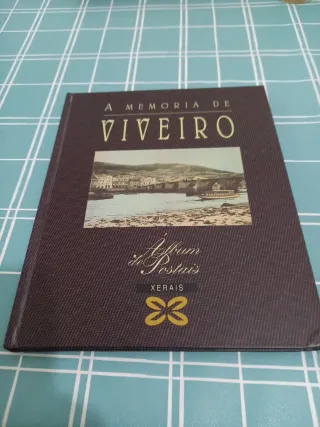 A MEMORIA DE
VIVEIRO
Álbum
de Postais
XERAIS